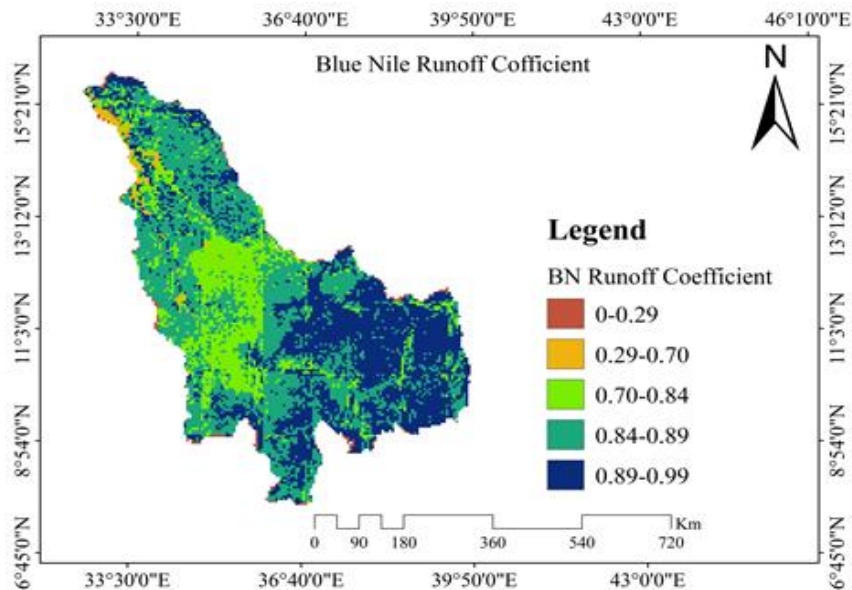 33°30'0"E 36°40'0"E 39°50'0"E 43°0'0"E 46°10'0"E
Blue Nile Runoff Cofficient
N
15°21'0"N 15°21'0"N
13°12'0"N 13°12'0"N
Legend
BN Runoff Coefficient
0-0.29
11°3'0"N 11°3'0"N
0.29-0.70
0.70-0.84
0.84-0.89
8°54'0"N 8°54'0"N
0.89-0.99
Km
0 90 180 360 540 720
6°45'0"N 6°45'0"N
33°30'0"E 36°40'0"E 39°50'0"E 43°0'0"E